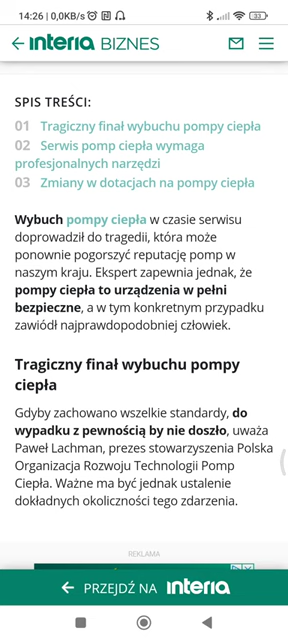 14:26 | 0,0KB/s
33
interia BIZNES
SPIS TREŚCI:
01 Tragiczny finał wybuchu pompy ciepła
02 Serwis pomp ciepła wymaga
profesjonalnych narzędzi
03 Zmiany w dotacjach na pompy ciepła
Wybuch pompy ciepła w czasie serwisu
doprowadził do tragedii, która może
ponownie pogorszyć reputację pomp w
naszym kraju. Ekspert zapewnia jednak, że
pompy ciepła to urządzenia w pełni
bezpieczne, a w tym konkretnym przypadku
zawiódł najprawdopodobniej człowiek.
Tragiczny finał wybuchu pompy
ciepła
Gdyby zachowano wszelkie standardy, do
wypadku z pewnością by nie doszło, uważa
Paweł Lachman, prezes stowarzyszenia Polska
Organizacja Rozwoju Technologii Pomp
Ciepła. Ważne ma być jednak ustalenie
dokładnych okoliczności tego zdarzenia.
REKLAMA
PRZEJDŹ NA interia